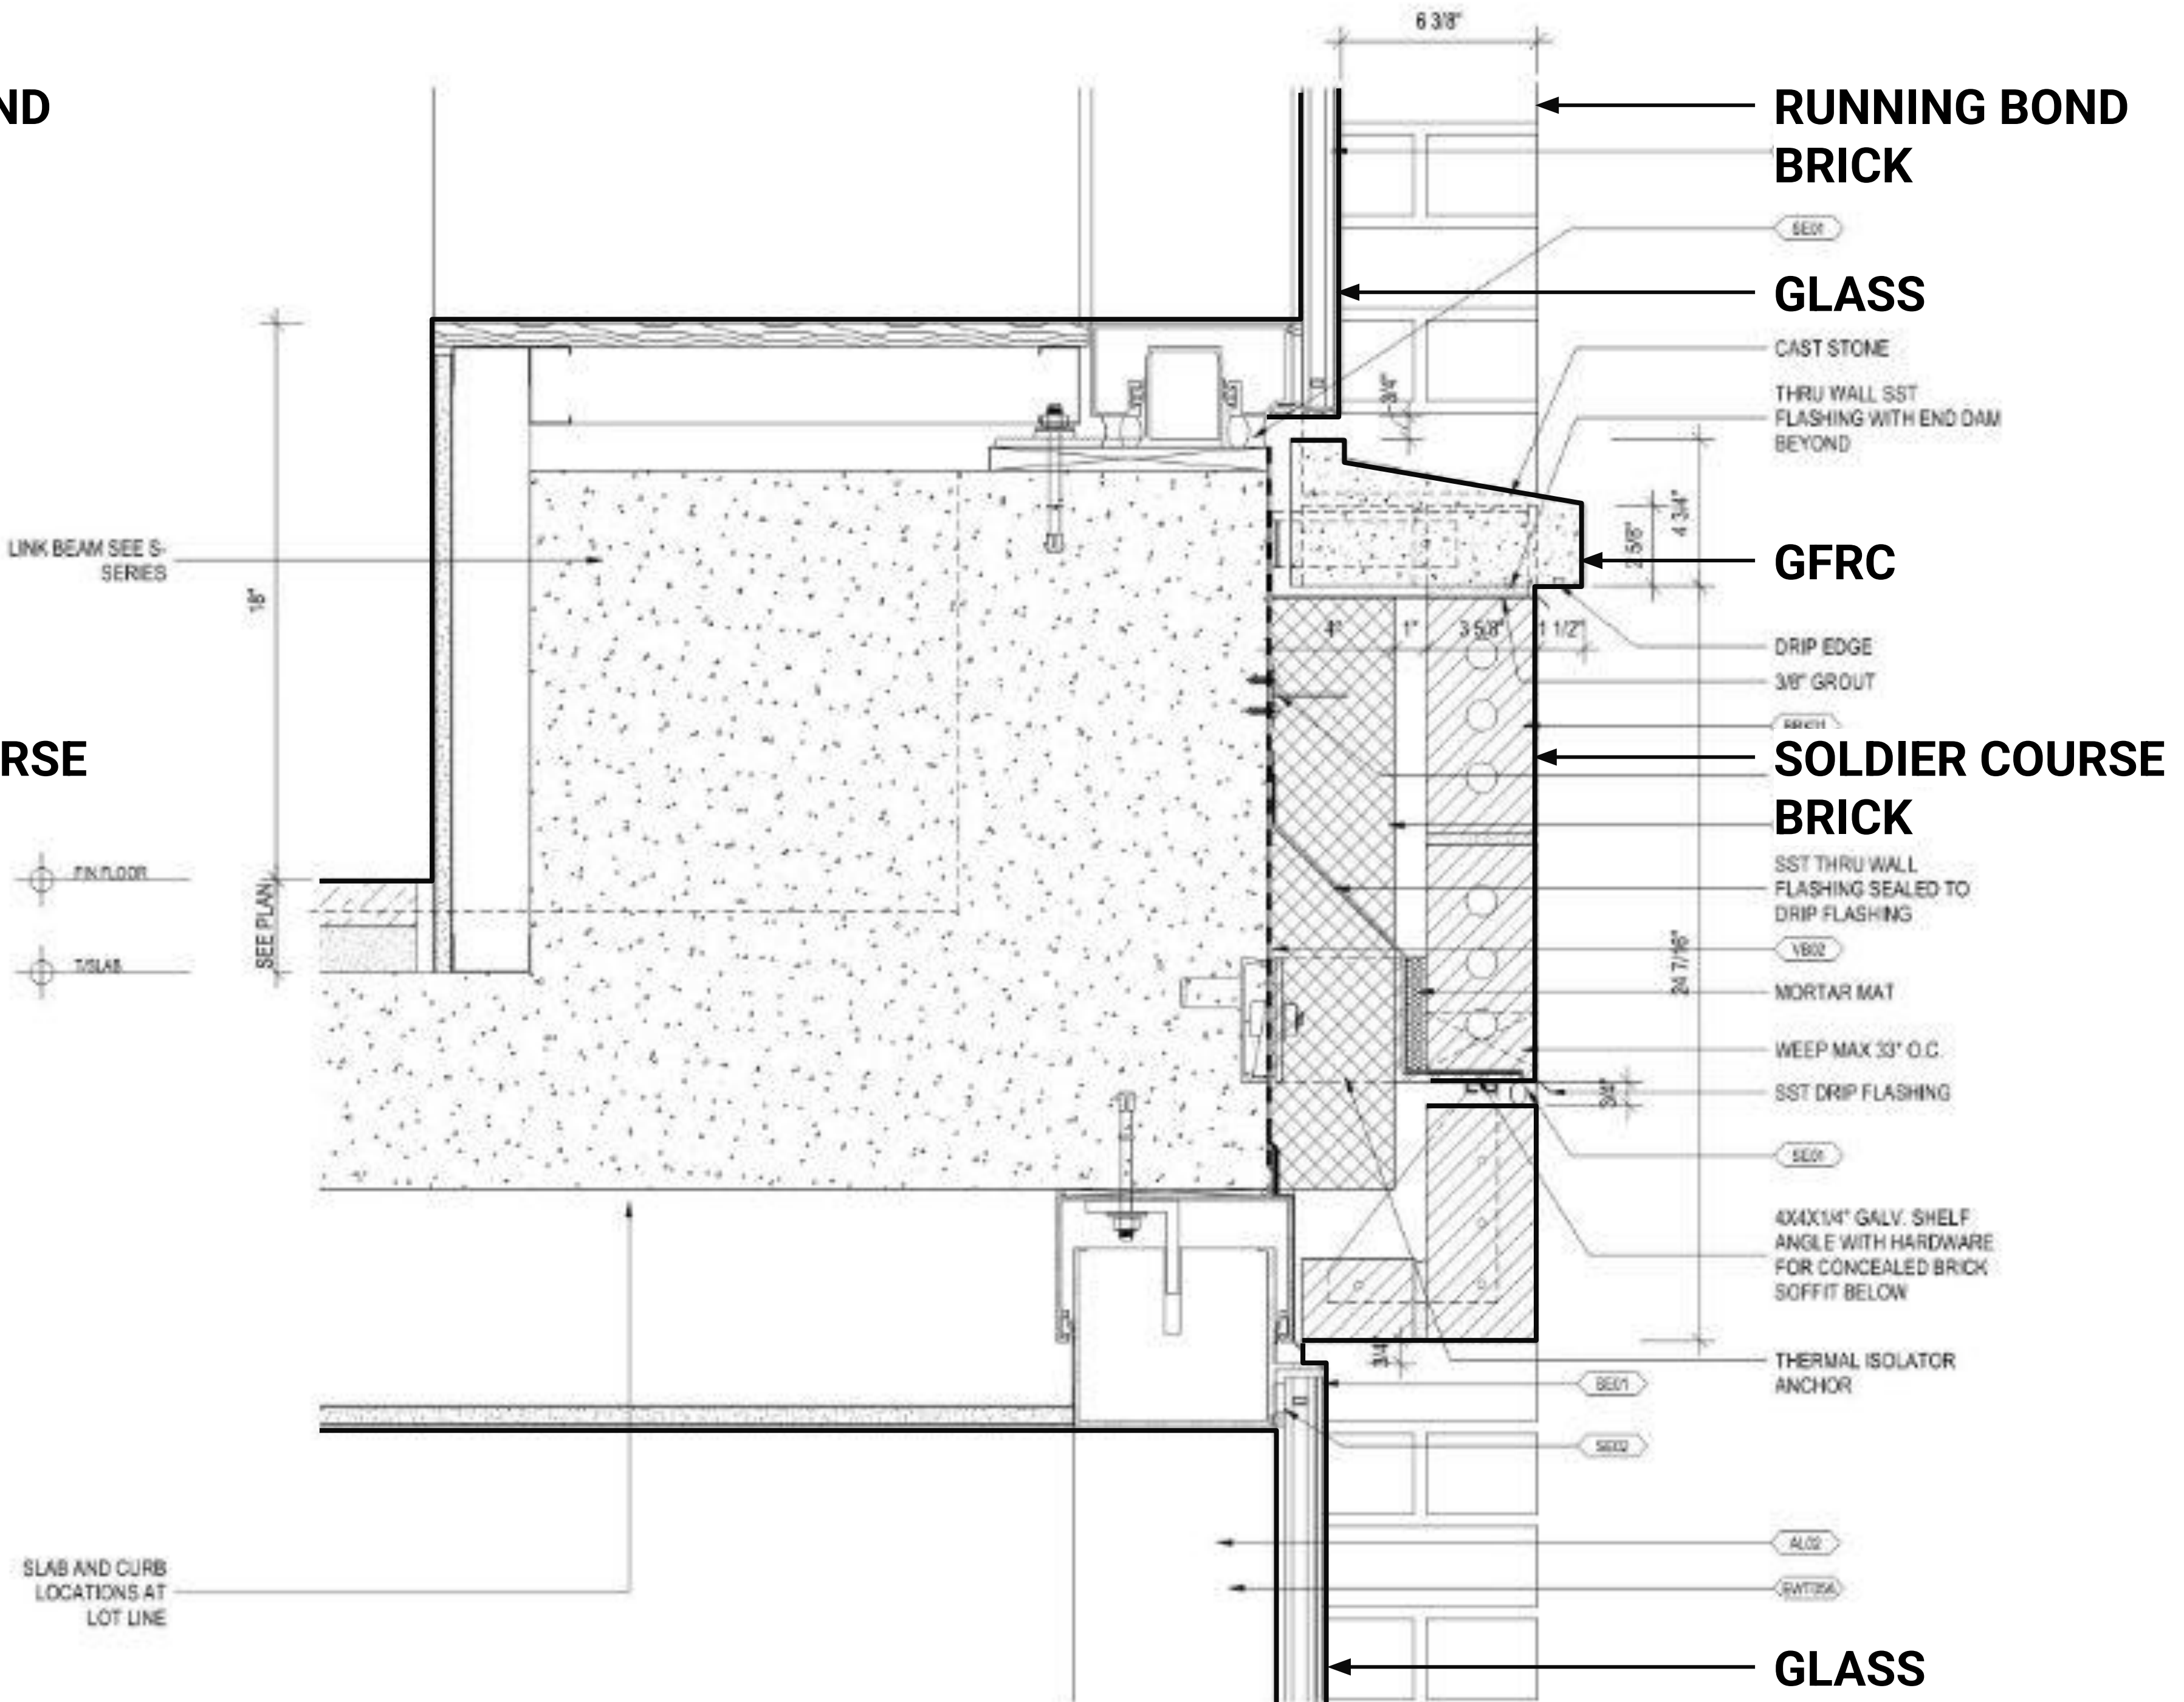 6 3/8"
ND
RUNNING BOND
BRICK
SE01
GLASS
CAST STONE
3/4"
THRU WALL SST
FLASHING WITH END DAM
BEYOND
4 3/4"
2 5/8"
LINK BEAM SEE S-
SERIES
GFRC
18"
4"
1"
3 5/8"
1 1/2"
DRIP EDGE
3/8" GROUT
RSE
SOLDIER COURSE
BRICK
SST THRU WALL
FLASHING SEALED TO
DRIP FLASHING
FIN FLOOR
SEE PLAN
T/SLAB
VB02
24 7/16"
MORTAR MAT
WEEP MAX 33" O.C.
SST DRIP FLASHING
3/4"
SE01
4X4X1/4" GALV. SHELF
ANGLE WITH HARDWARE
FOR CONCEALED BRICK
SOFFIT BELOW
3/4"
THERMAL ISOLATOR
ANCHOR
SE02
AL02
SLAB AND CURB
LOCATIONS AT
LOT LINE
GLASS